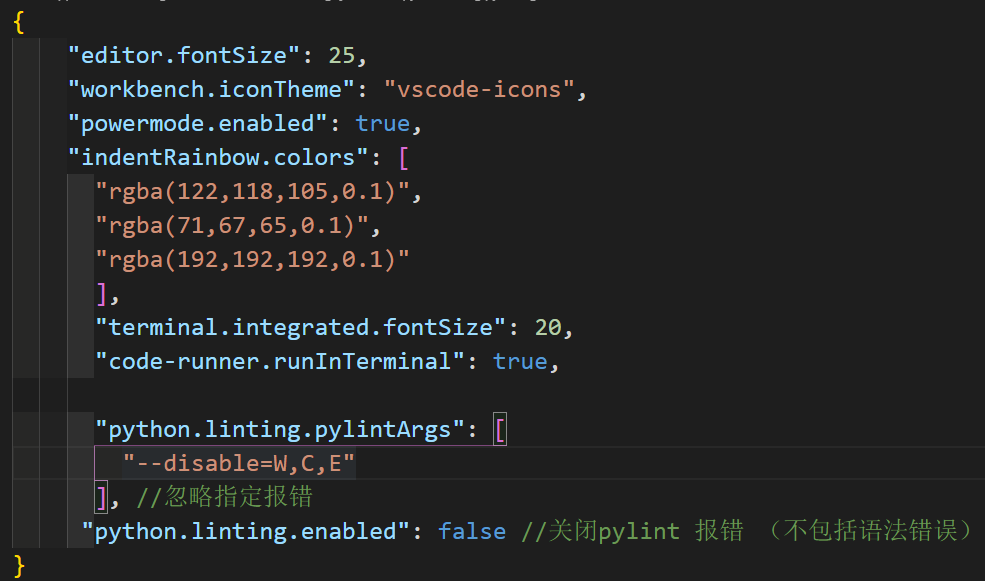 {
"editor.fontSize": 25,
"workbench.iconTheme": "vscode-icons",
"powermode.enabled": true,
"indentRainbow.colors": [
"rgba(122,118,105,0.1)",
"rgba(71,67,65,0.1)",
"rgba(192,192,192,0.1)"
],
"terminal.integrated.fontSize": 20,
"code-runner.runInTerminal": true,
"python.linting.pylintArgs": [
"--disable=W,C,E"
], //忽略指定报错
"python.linting.enabled": false //关闭pylint 报错 （不包括语法错误）
}